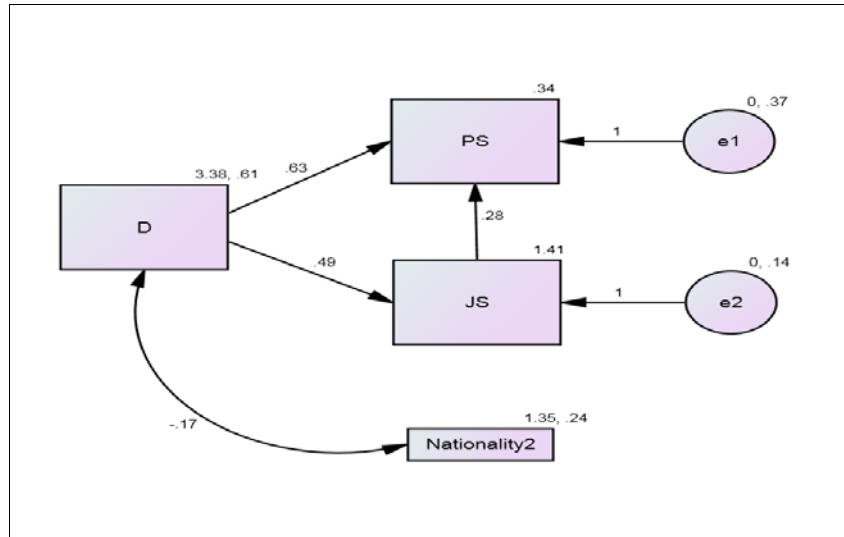 .34
0, .37
PS
1
e1
3.38, .61
.63
D
.28
.49
1.41
0, .14
JS
1
e2
-.17
1.35, .24
Nationality2